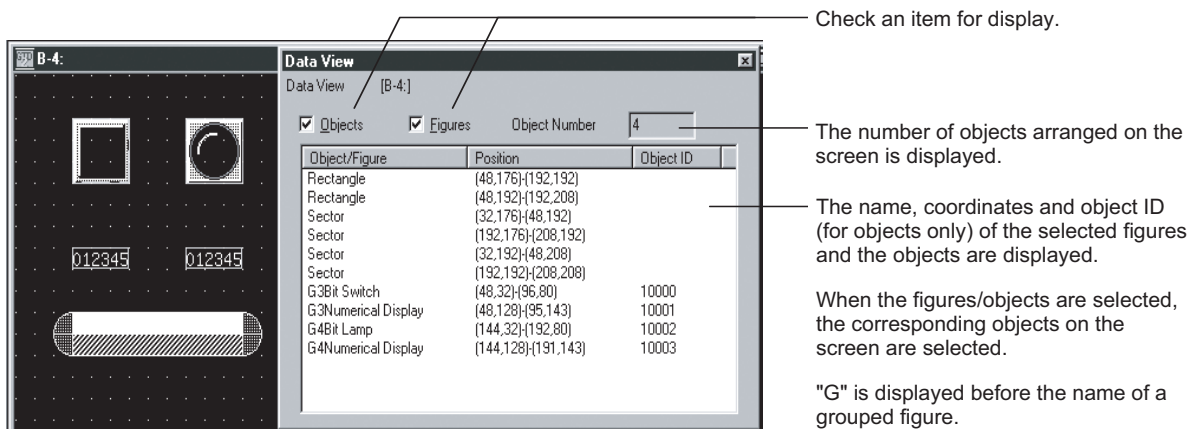 Check an item for display.
B-4:
Data View
Data View [B-4:]
Objects Figures Object Number 4
The number of objects arranged on the
screen is displayed.
Object/Figure Position Object ID
Rectangle (48,176)-(192,192)
Rectangle (48,192)-(192,208)
Sector (32,176)-(48,192)
Sector (192,176)-(208,192)
Sector (32,192)-(48,208)
Sector (192,192)-(208,208)
G3Bit Switch (48,32)-(96,80) 10000
G3Numerical Display (48,128)-(95,143) 10001
G4Bit Lamp (144,32)-(192,80) 10002
G4Numerical Display (144,128)-(191,143) 10003
012345 012345
The name, coordinates and object ID
(for objects only) of the selected figures
and the objects are displayed.
When the figures/objects are selected,
the corresponding objects on the
screen are selected.
"G" is displayed before the name of a
grouped figure.